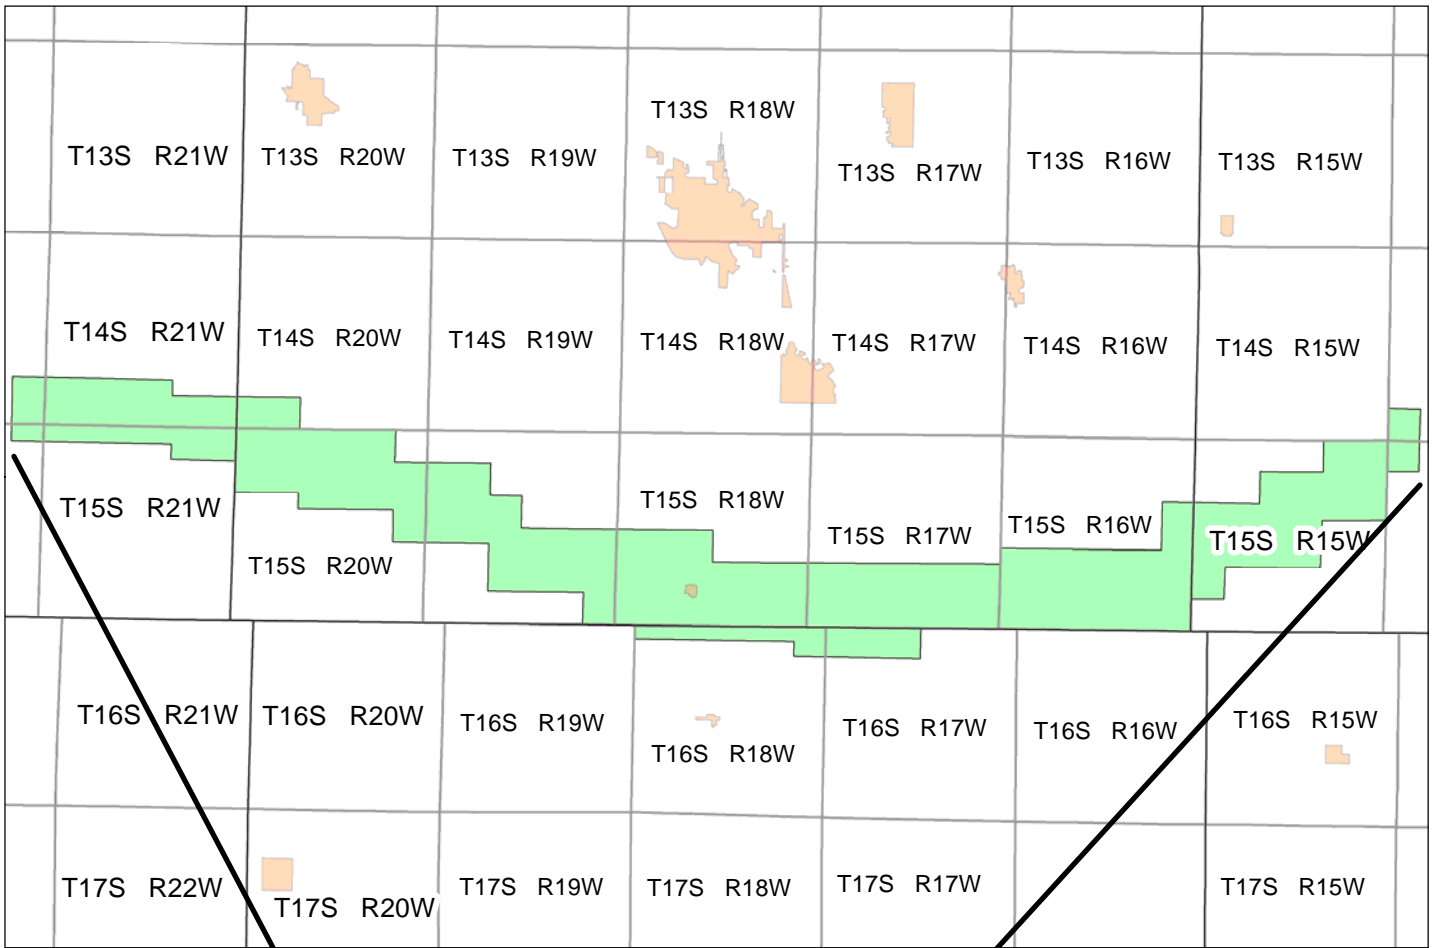 T13S R21W
T13S R20W
T13S R19W
T13S R18W
T13S R17W
T13S R16W
T13S R15W
T14S R21W
T14S R20W
T14S R19W
T14S R18W
T14S R17W
T14S R16W
T14S R15W
T15S R21W
T15S R20W
T15S R18W
T15S R17W
T15S R16W
T15S R15W
T16S R21W
T16S R20W
T16S R19W
T16S R18W
T16S R17W
T16S R16W
T16S R15W
T17S R22W
T17S R20W
T17S R19W
T17S R18W
T17S R17W
T17S R15W